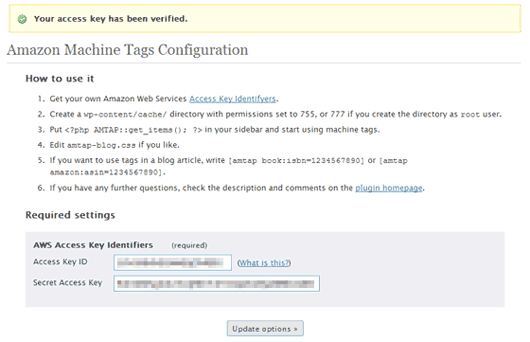 Your access key has been verified.
Amazon Machine Tags Configuration
How to use it
1. Get your own Amazon Web Services Access Key Identifyers.
2. Create a wp-content/cache/ directory with permissions set to 755, or 777 if you create the directory as root user.
3. Put <?php AMTAP::get_items(); ?> in your sidebar and start using machine tags.
4. Edit amtap-blog.css if you like.
5. If you want to use tags in a blog article, write [amtap book:isbn=1234567890] or [amtap
amazon:asin=1234567890].
6. If you have any further questions, check the description and comments on the plugin homepage.
Required settings
AWS Access Key Identifiers (required)
Access Key ID (What is this?)
Secret Access Key
Update options »